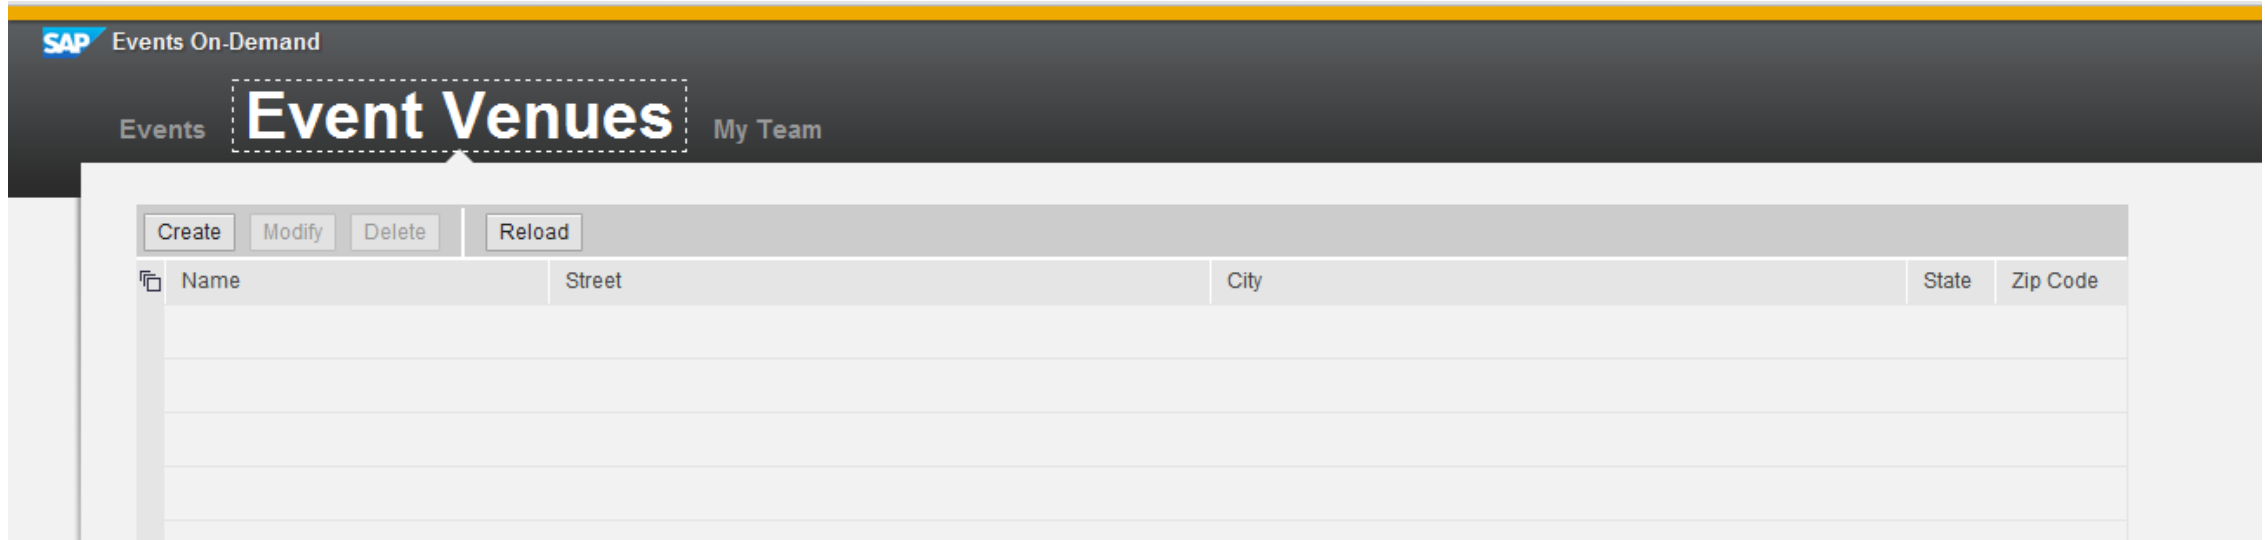 SAP Events On-Demand
Events Event Venues My Team
Create Modify Delete Reload
Name Street City State Zip Code